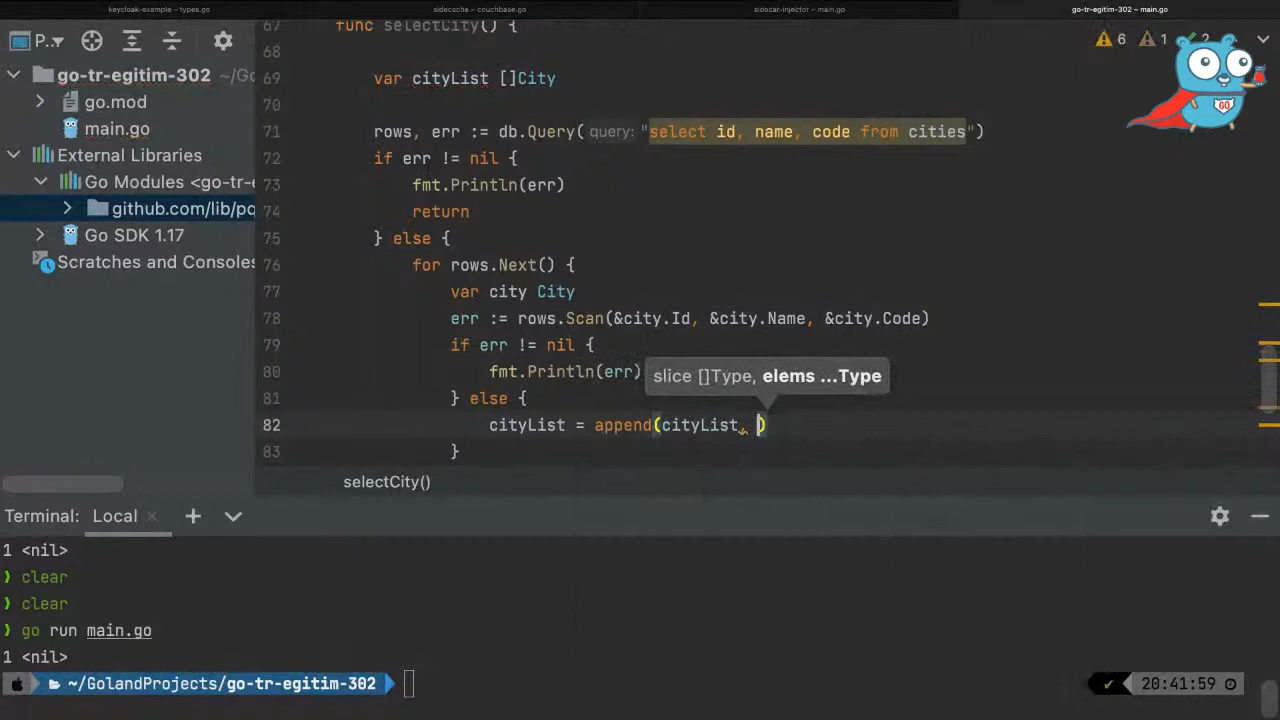 keycloak-example – types.go
sidecache – couchbase.go
sidecar-injector – main.go
go-tr-egitim-302 – main.go
P..
6 1 2
go-tr-egitim-302 ~/Go
go.mod
main.go
External Libraries
Go Modules <go-tr-e
github.com/lib/pq
Go SDK 1.17
Scratches and Consoles
67 func selectCity() {
68
69 var cityList []City
70
71 rows, err := db.Query( query: "select id, name, code from cities")
72 if err != nil {
73 fmt.Println(err)
74 return
75 } else {
76 for rows.Next() {
77 var city City
78 err := rows.Scan(&city.Id, &city.Name, &city.Code)
79 if err != nil {
80 fmt.Println(err)
slice []Type, elems ...Type
81 } else {
82 cityList = append(cityList, )
83 }
selectCity()
GO
Terminal: Local
1 <nil>
❯ clear
❯ clear
❯ go run main.go
1 <nil>
~/GolandProjects/go-tr-egitim-302
✔ 20:41:59